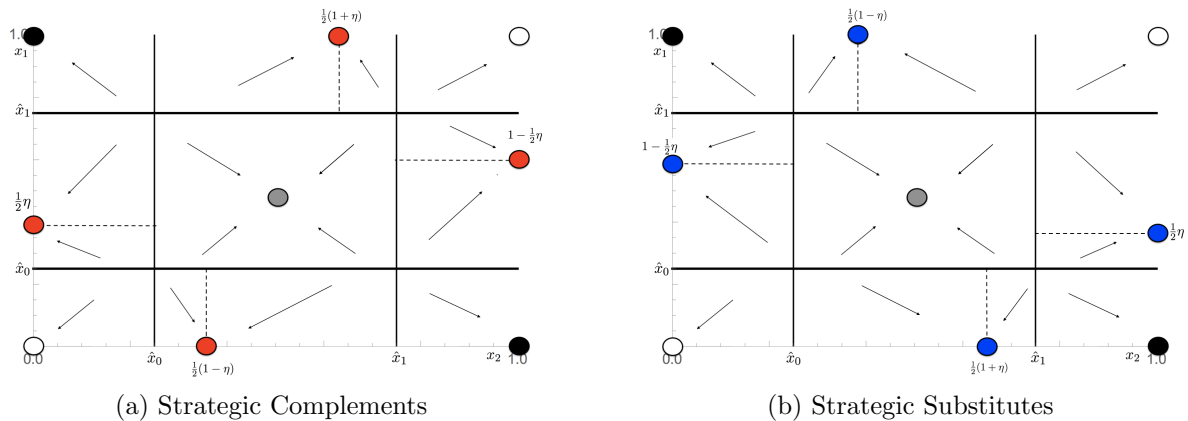 ½(1 + η)
1.0
x₁
x̂₁
1 − ½η
½η
x̂₀
0.0
x̂₀
½(1−η)
x̂₁
x₂
1.0
(a) Strategic Complements
½(1 − η)
1.0
x₁
x̂₁
1 − ½η
½η
x̂₀
0.0
x̂₀
½(1+η)
x̂₁
x₂
1.0
(b) Strategic Substitutes